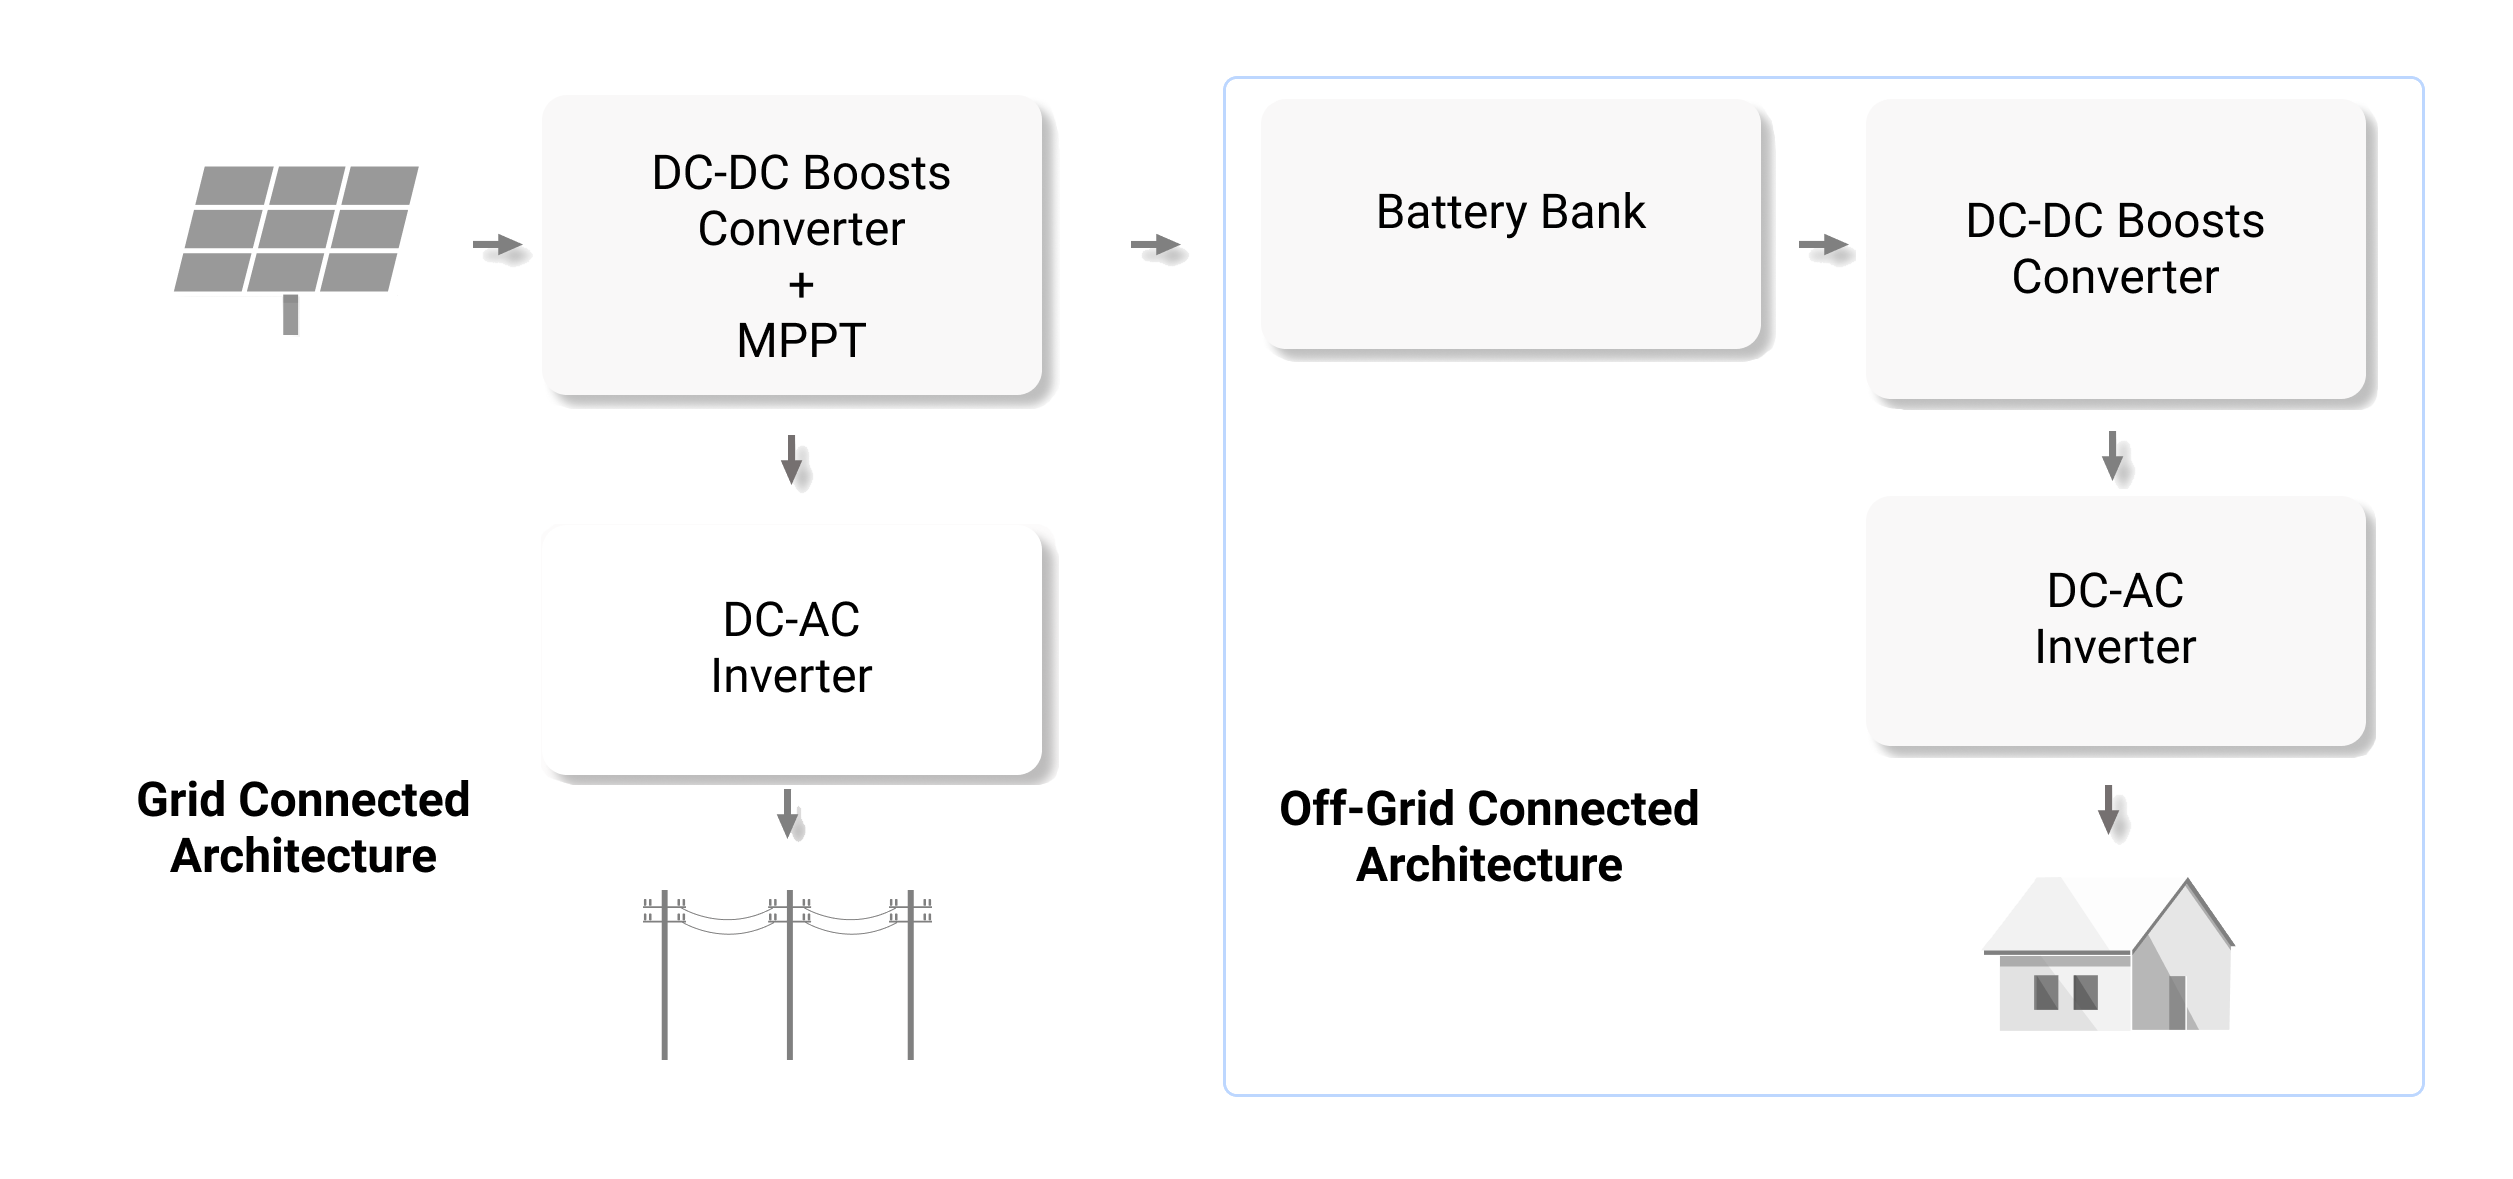 DC-DC Boosts
Converter
+
MPPT
Battery Bank
DC-DC Boosts
Converter
DC-AC
Inverter
DC-AC
Inverter
Grid Connected
Architecture
Off-Grid Connected
Architecture